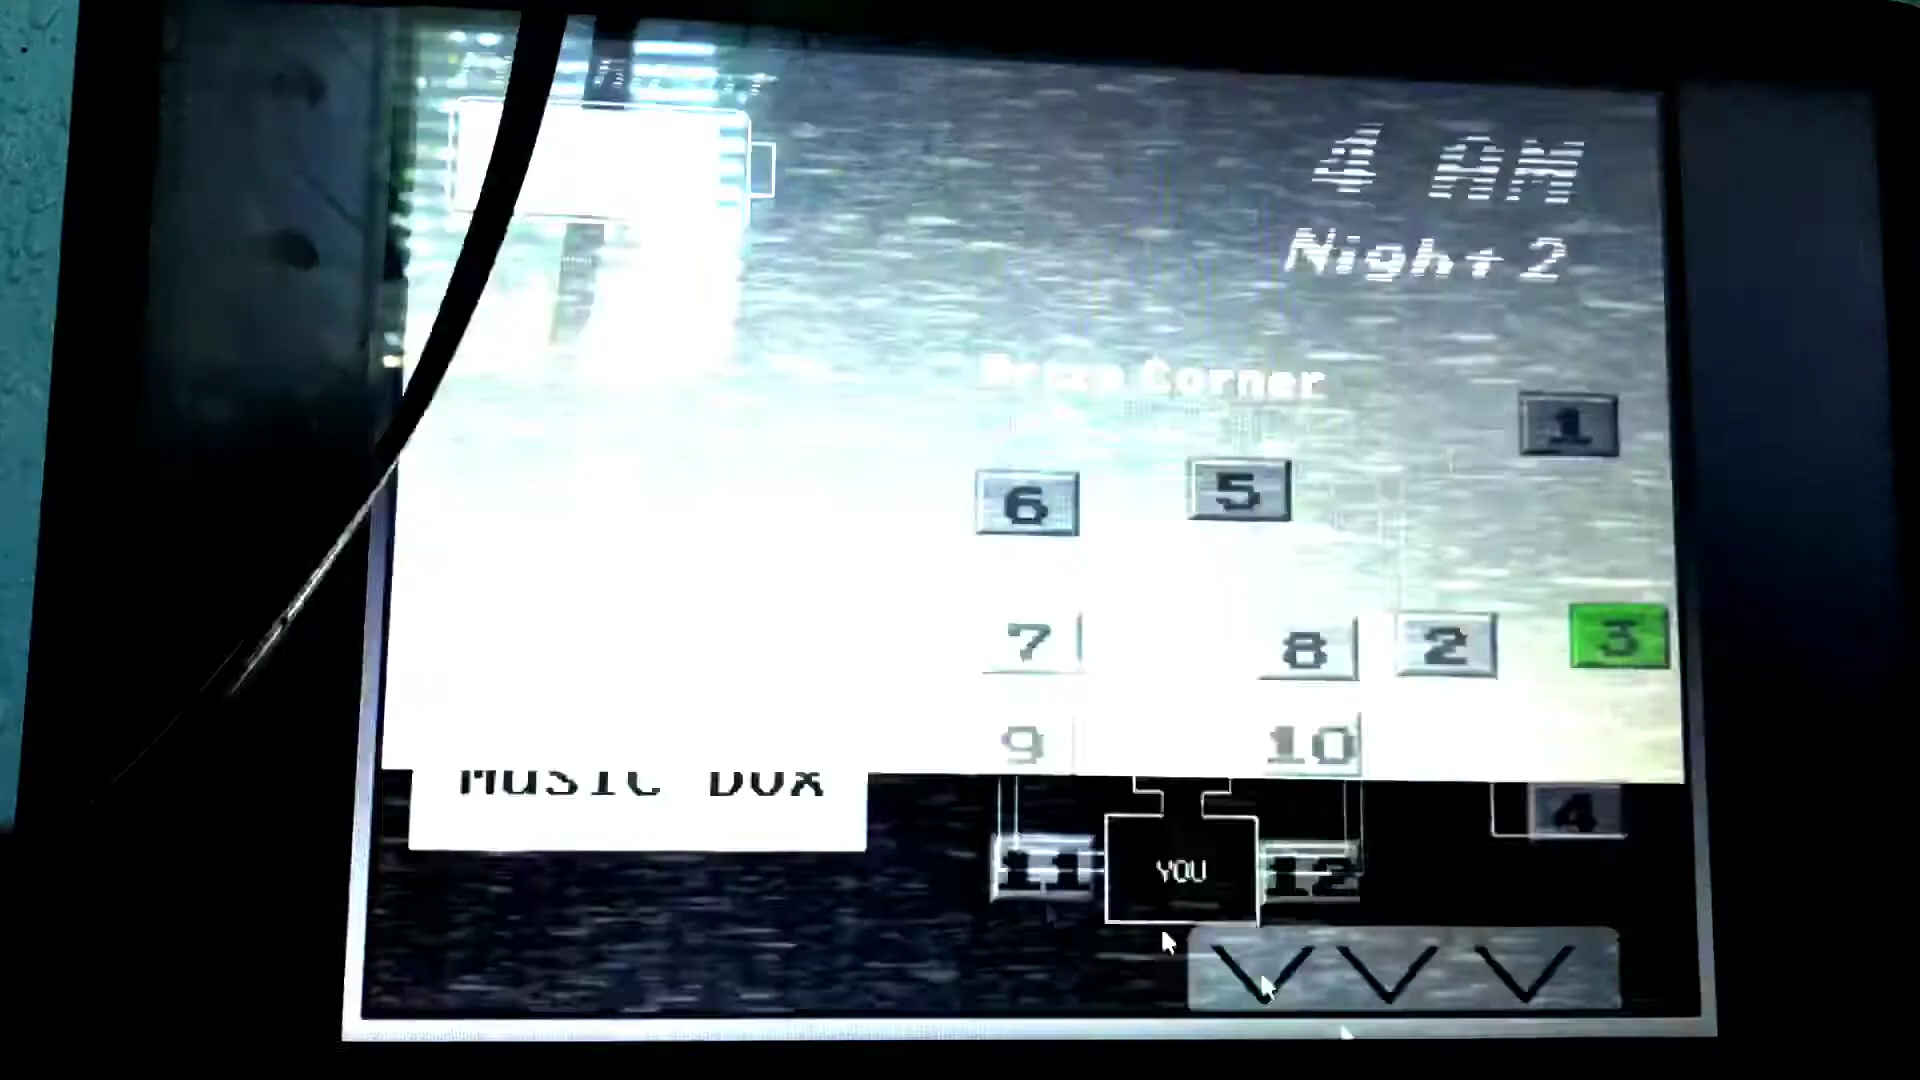 4 AM
Night 2
Prize Corner
1
6 5
7 8 2 3
9 10
MUSIC BOX
4
11 YOU 12